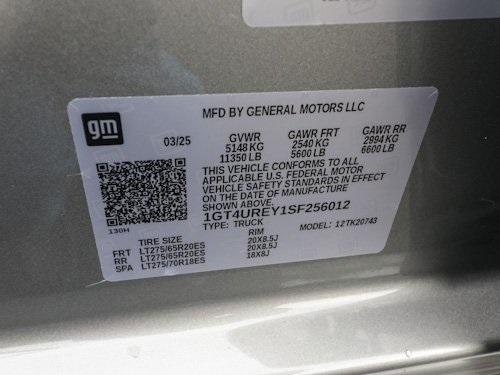 MFD BY GENERAL MOTORS LLC
gm
03/25
GVWR GAWR FRT GAWR RR
5148 KG 2540 KG 2994 KG
11350 LB 5600 LB 6600 LB
THIS VEHICLE CONFORMS TO ALL
APPLICABLE U.S. FEDERAL MOTOR
VEHICLE SAFETY STANDARDS IN EFFECT
ON THE DATE OF MANUFACTURE
SHOWN ABOVE.
1GT4UREY1SF256012
130H
TYPE: TRUCK MODEL: 12TK20743
TIRE SIZE RIM
FRT LT275/65R20ES 20X8.5J
RR LT275/65R20ES 20X8.5J
SPA LT275/70R18ES 18X8J